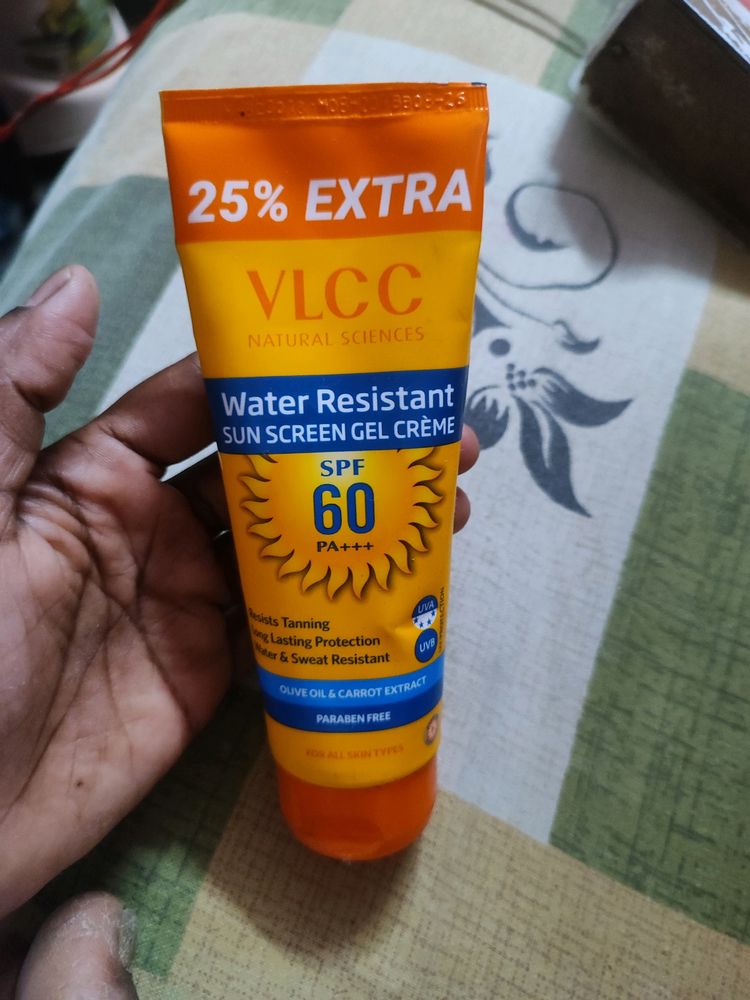 25% EXTRA
VLCC
NATURAL SCIENCES
Water Resistant
SUN SCREEN GEL CRÈME
SPF
60
PA+++
Resists Tanning
Long Lasting Protection
Water & Sweat Resistant
UVA
UVB
OLIVE OIL & CARROT EXTRACT
PARABEN FREE
FOR ALL SKIN TYPES